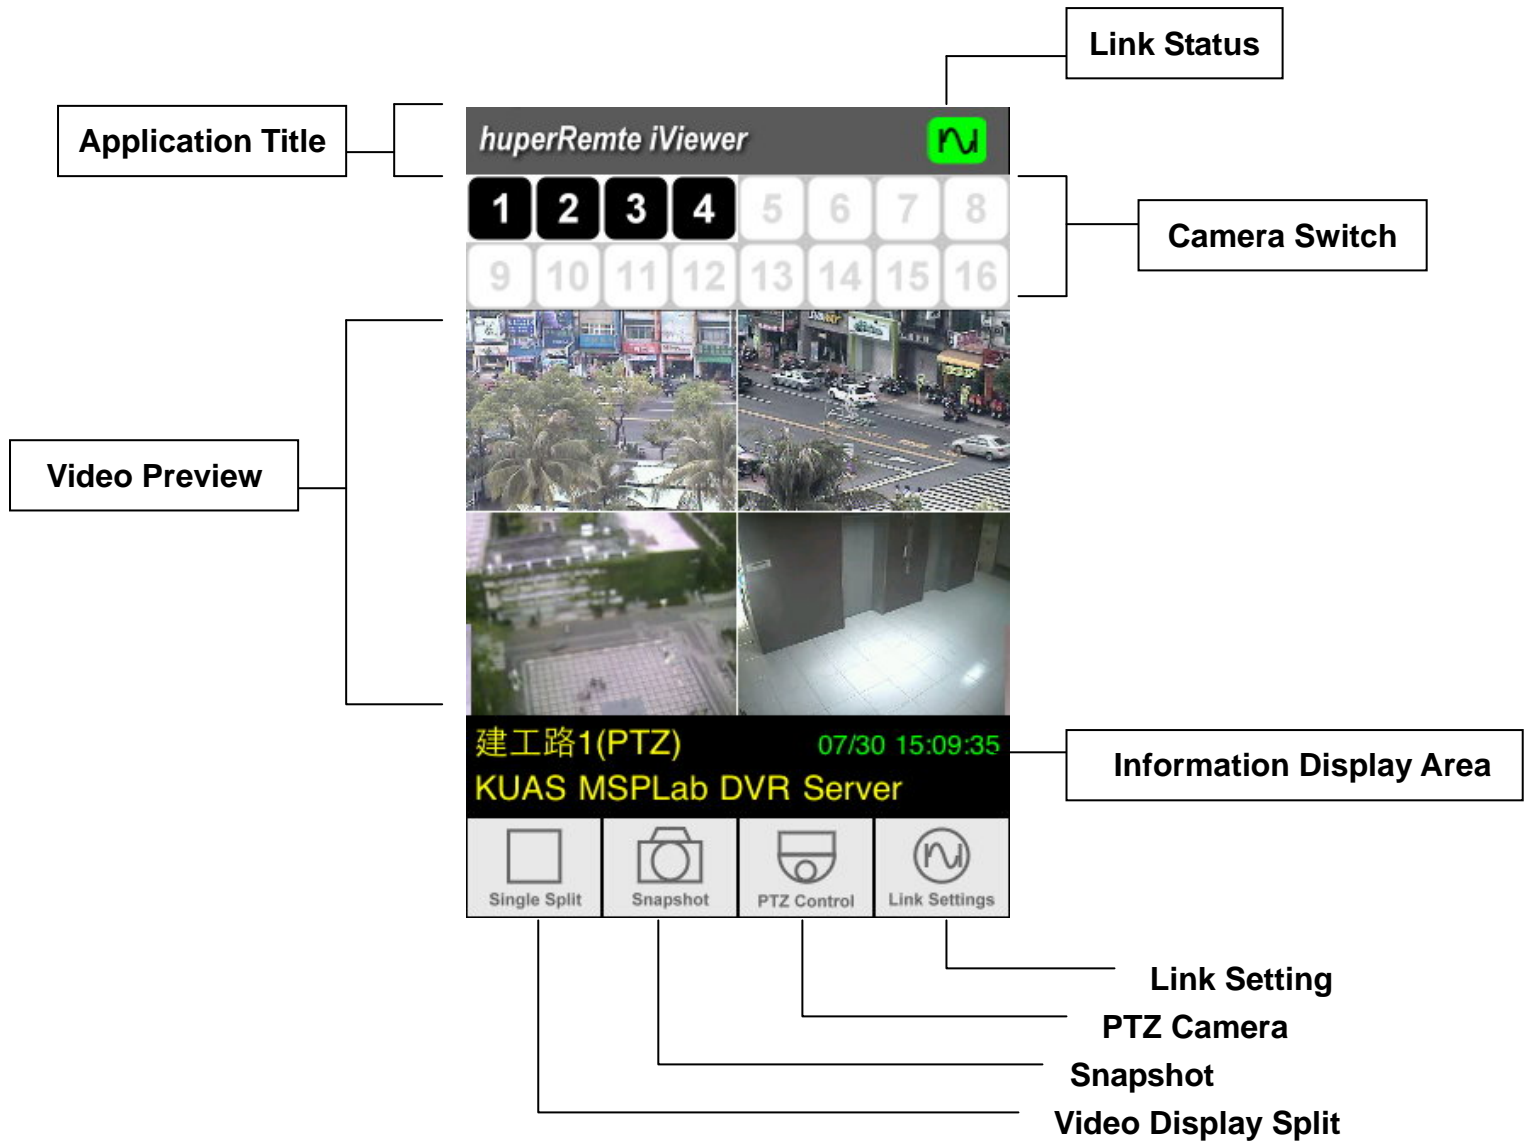 Link Status
Application Title
huperRemte iViewer
1 2 3 4 5 6 7 8
Camera Switch
9 10 11 12 13 14 15 16
Video Preview
建工路1(PTZ) 07/30 15:09:35
Information Display Area
KUAS MSPLab DVR Server
Single Split Snapshot PTZ Control Link Settings
Link Setting
PTZ Camera
Snapshot
Video Display Split